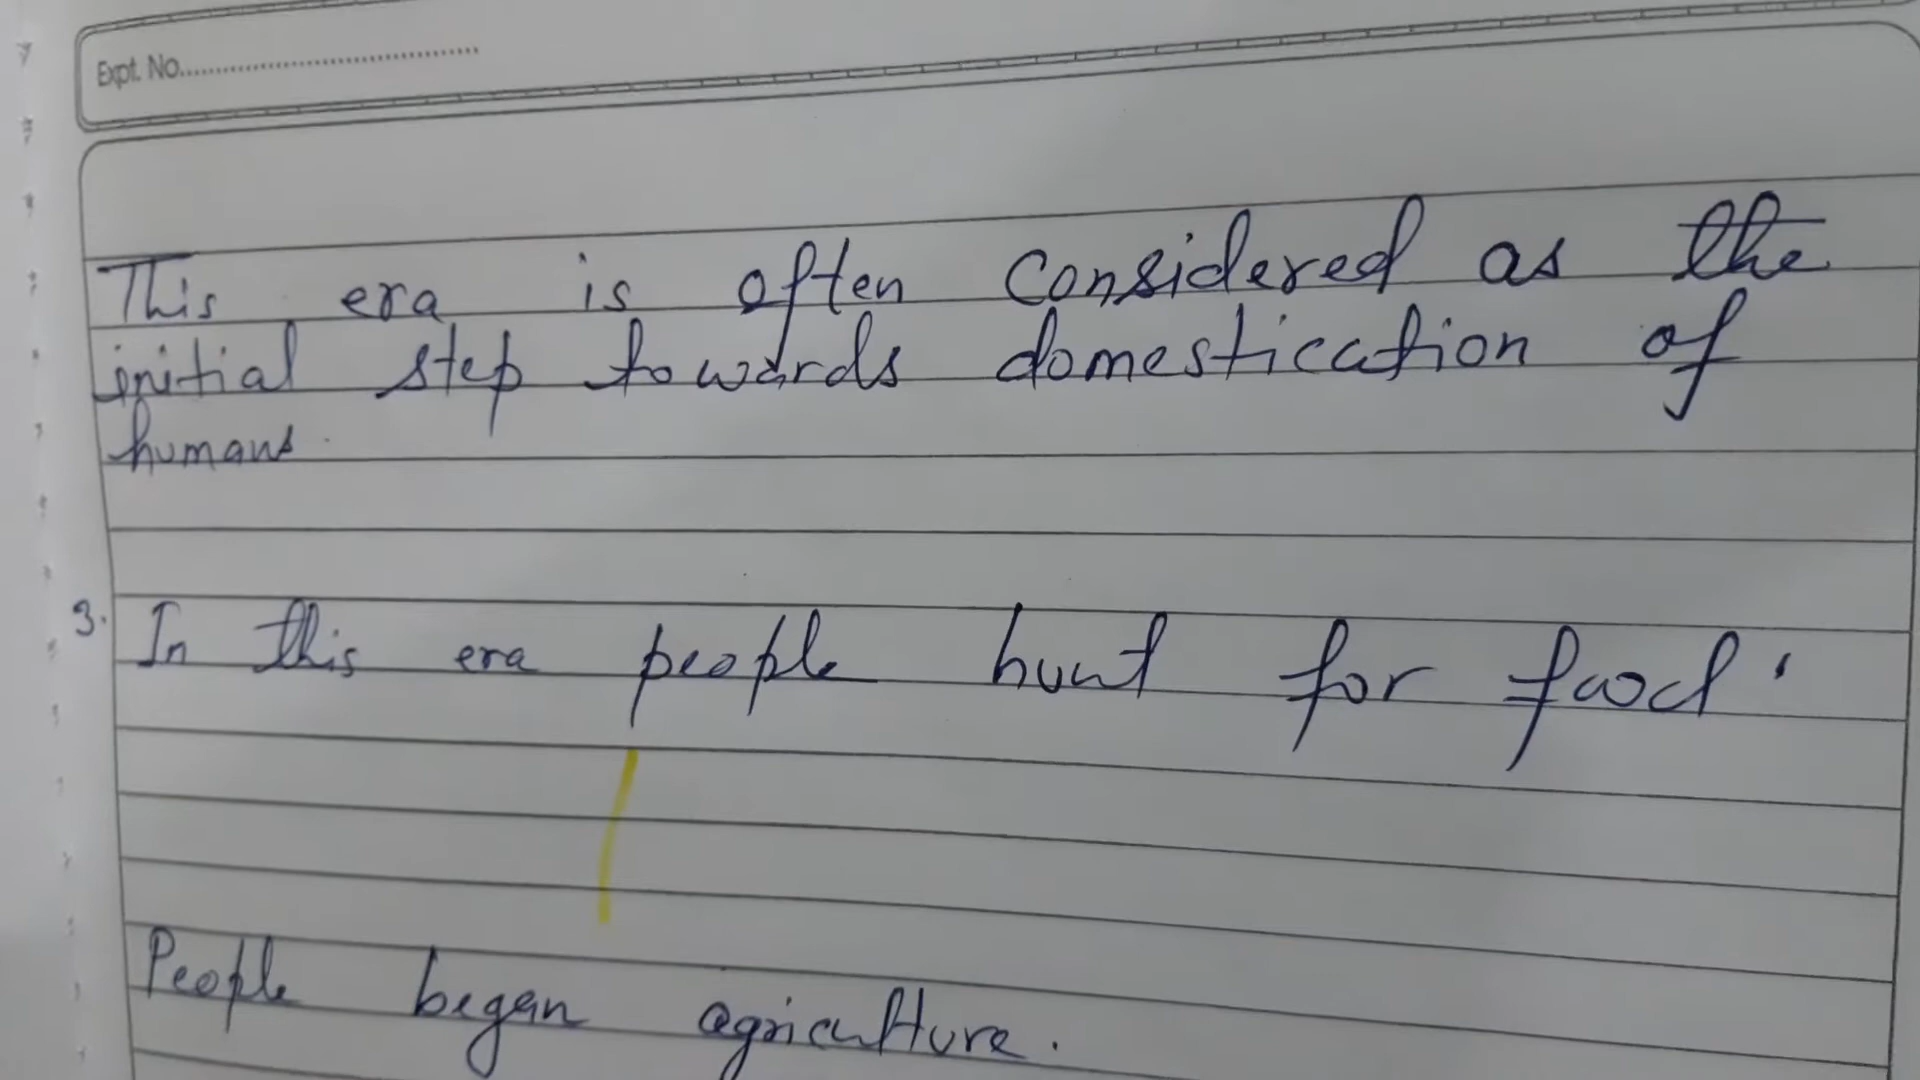 Expt. No.
This era is often considered as the
initial step towards domestication of
humans.
3. In this era people hunt for food.
People began agriculture.